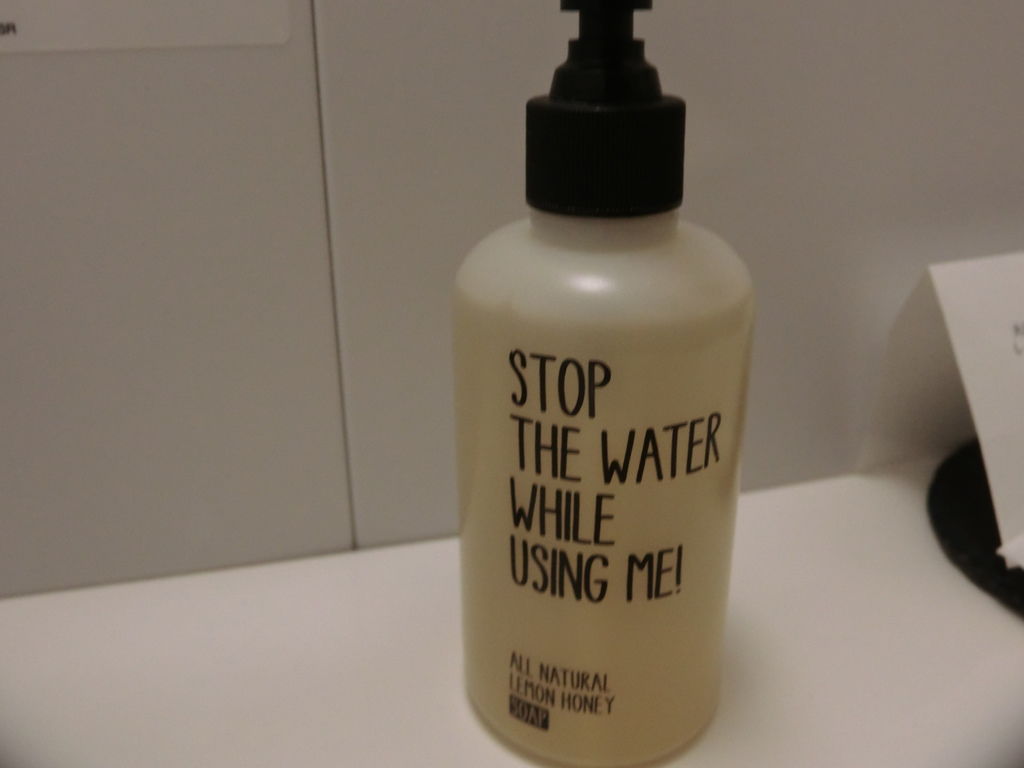 STOP
THE WATER
WHILE
USING ME!
ALL NATURAL
LEMON HONEY
SOAP